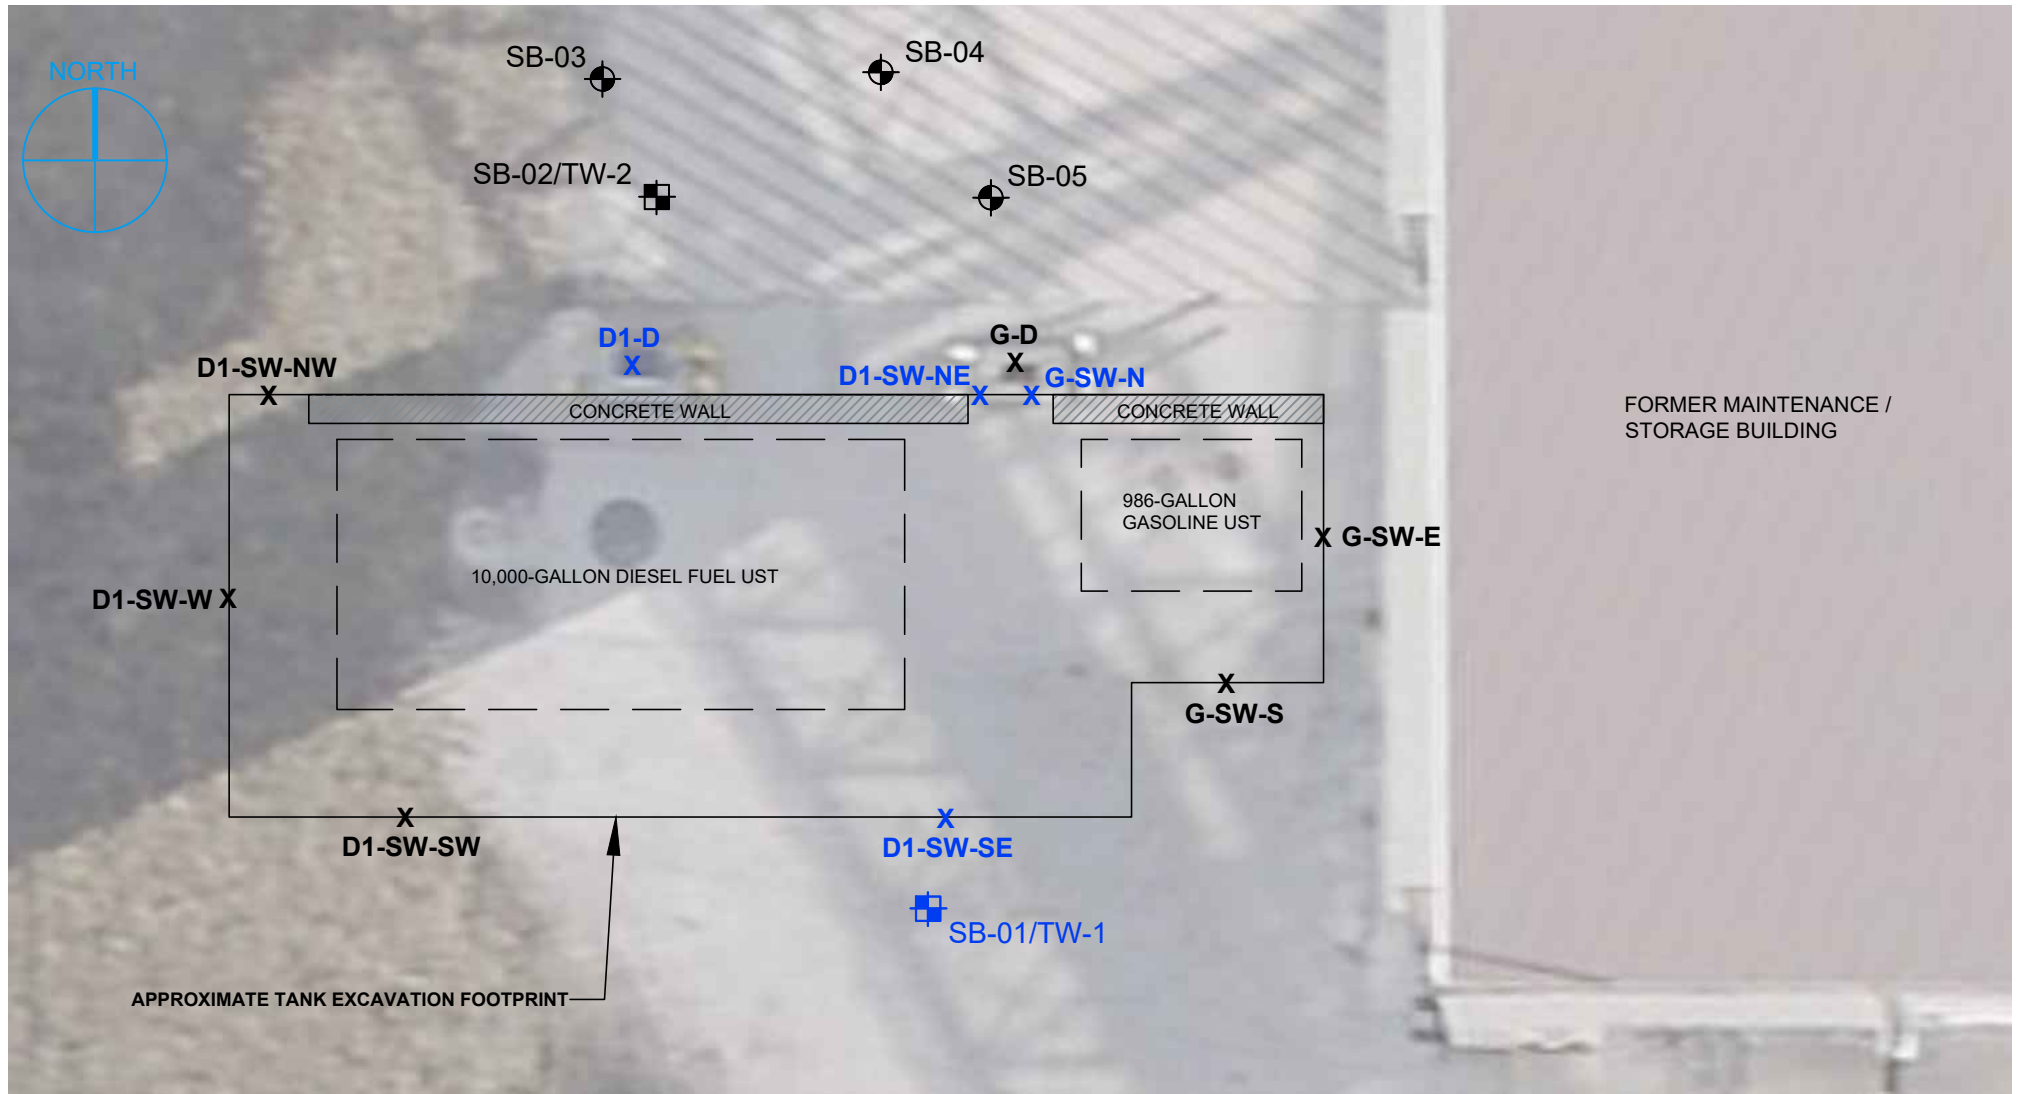 NORTH
SB-03
SB-04
SB-02/TW-2
SB-05
D1-D
G-D
D1-SW-NW
D1-SW-NE
G-SW-N
CONCRETE WALL
CONCRETE WALL
FORMER MAINTENANCE /
STORAGE BUILDING
986-GALLON
GASOLINE UST
G-SW-E
10,000-GALLON DIESEL FUEL UST
D1-SW-W
G-SW-S
D1-SW-SW
D1-SW-SE
SB-01/TW-1
APPROXIMATE TANK EXCAVATION FOOTPRINT